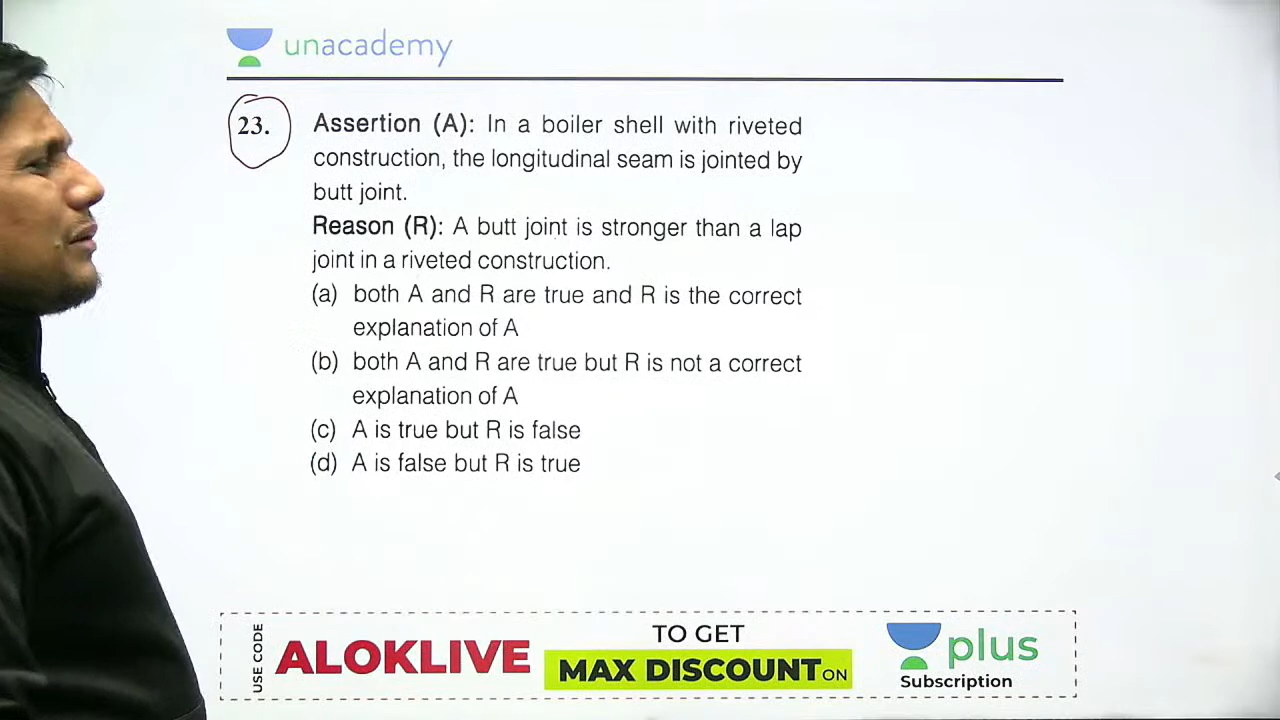 unacademy
23. Assertion (A): In a boiler shell with riveted
construction, the longitudinal seam is jointed by
butt joint.
Reason (R): A butt joint is stronger than a lap
joint in a riveted construction.
(a) both A and R are true and R is the correct
explanation of A
(b) both A and R are true but R is not a correct
explanation of A
(c) A is true but R is false
(d) A is false but R is true
USE CODE
ALOKLIVE
TO GET
MAX DISCOUNT ON
plus
Subscription